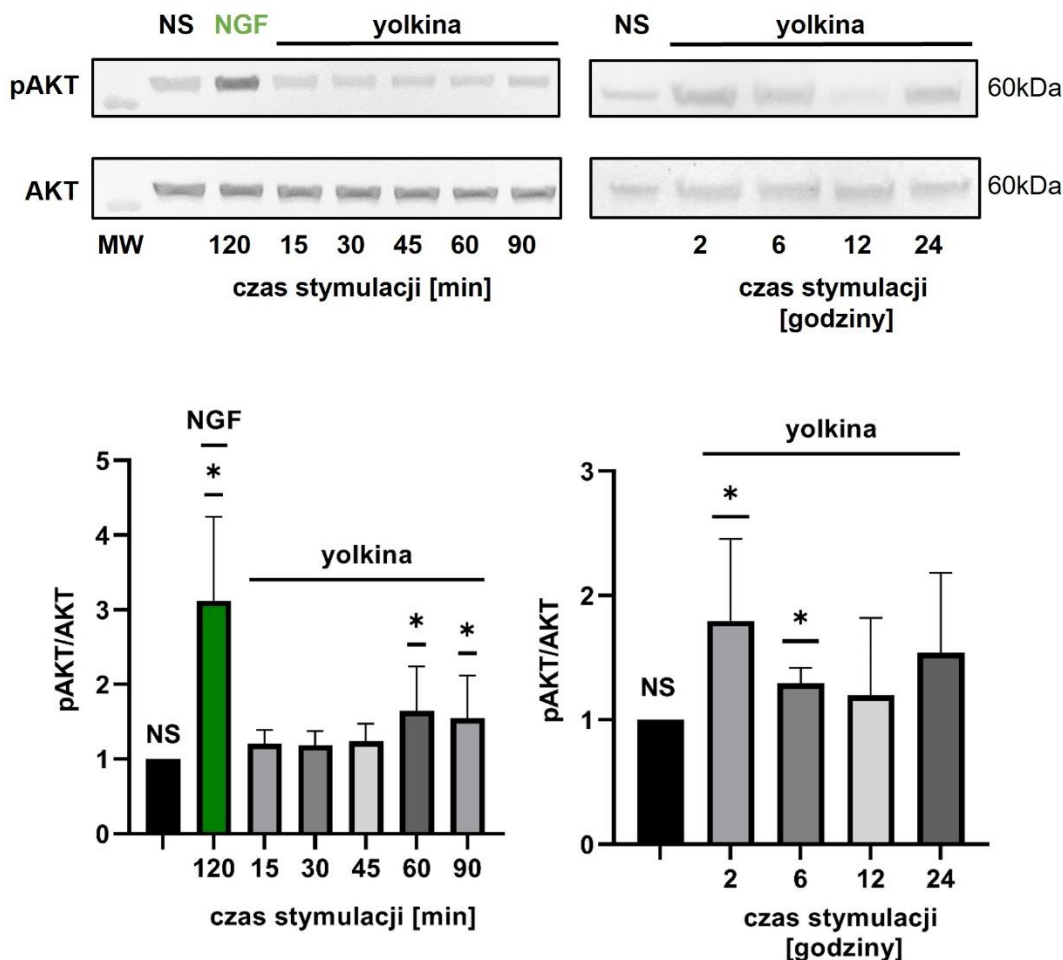 NS NGF yolkina NS yolkina
pAKT 60kDa
AKT 60kDa
MW 120 15 30 45 60 90 2 6 12 24
czas stymulacji [min] czas stymulacji
[godziny]
NGF
*
yolkina
* *
NS
pAKT/AKT
5
4
3
2
1
0
120 15 30 45 60 90
czas stymulacji [min]
yolkina
*
*
NS
pAKT/AKT
3
2
1
0
2 6 12 24
czas stymulacji
[godziny]